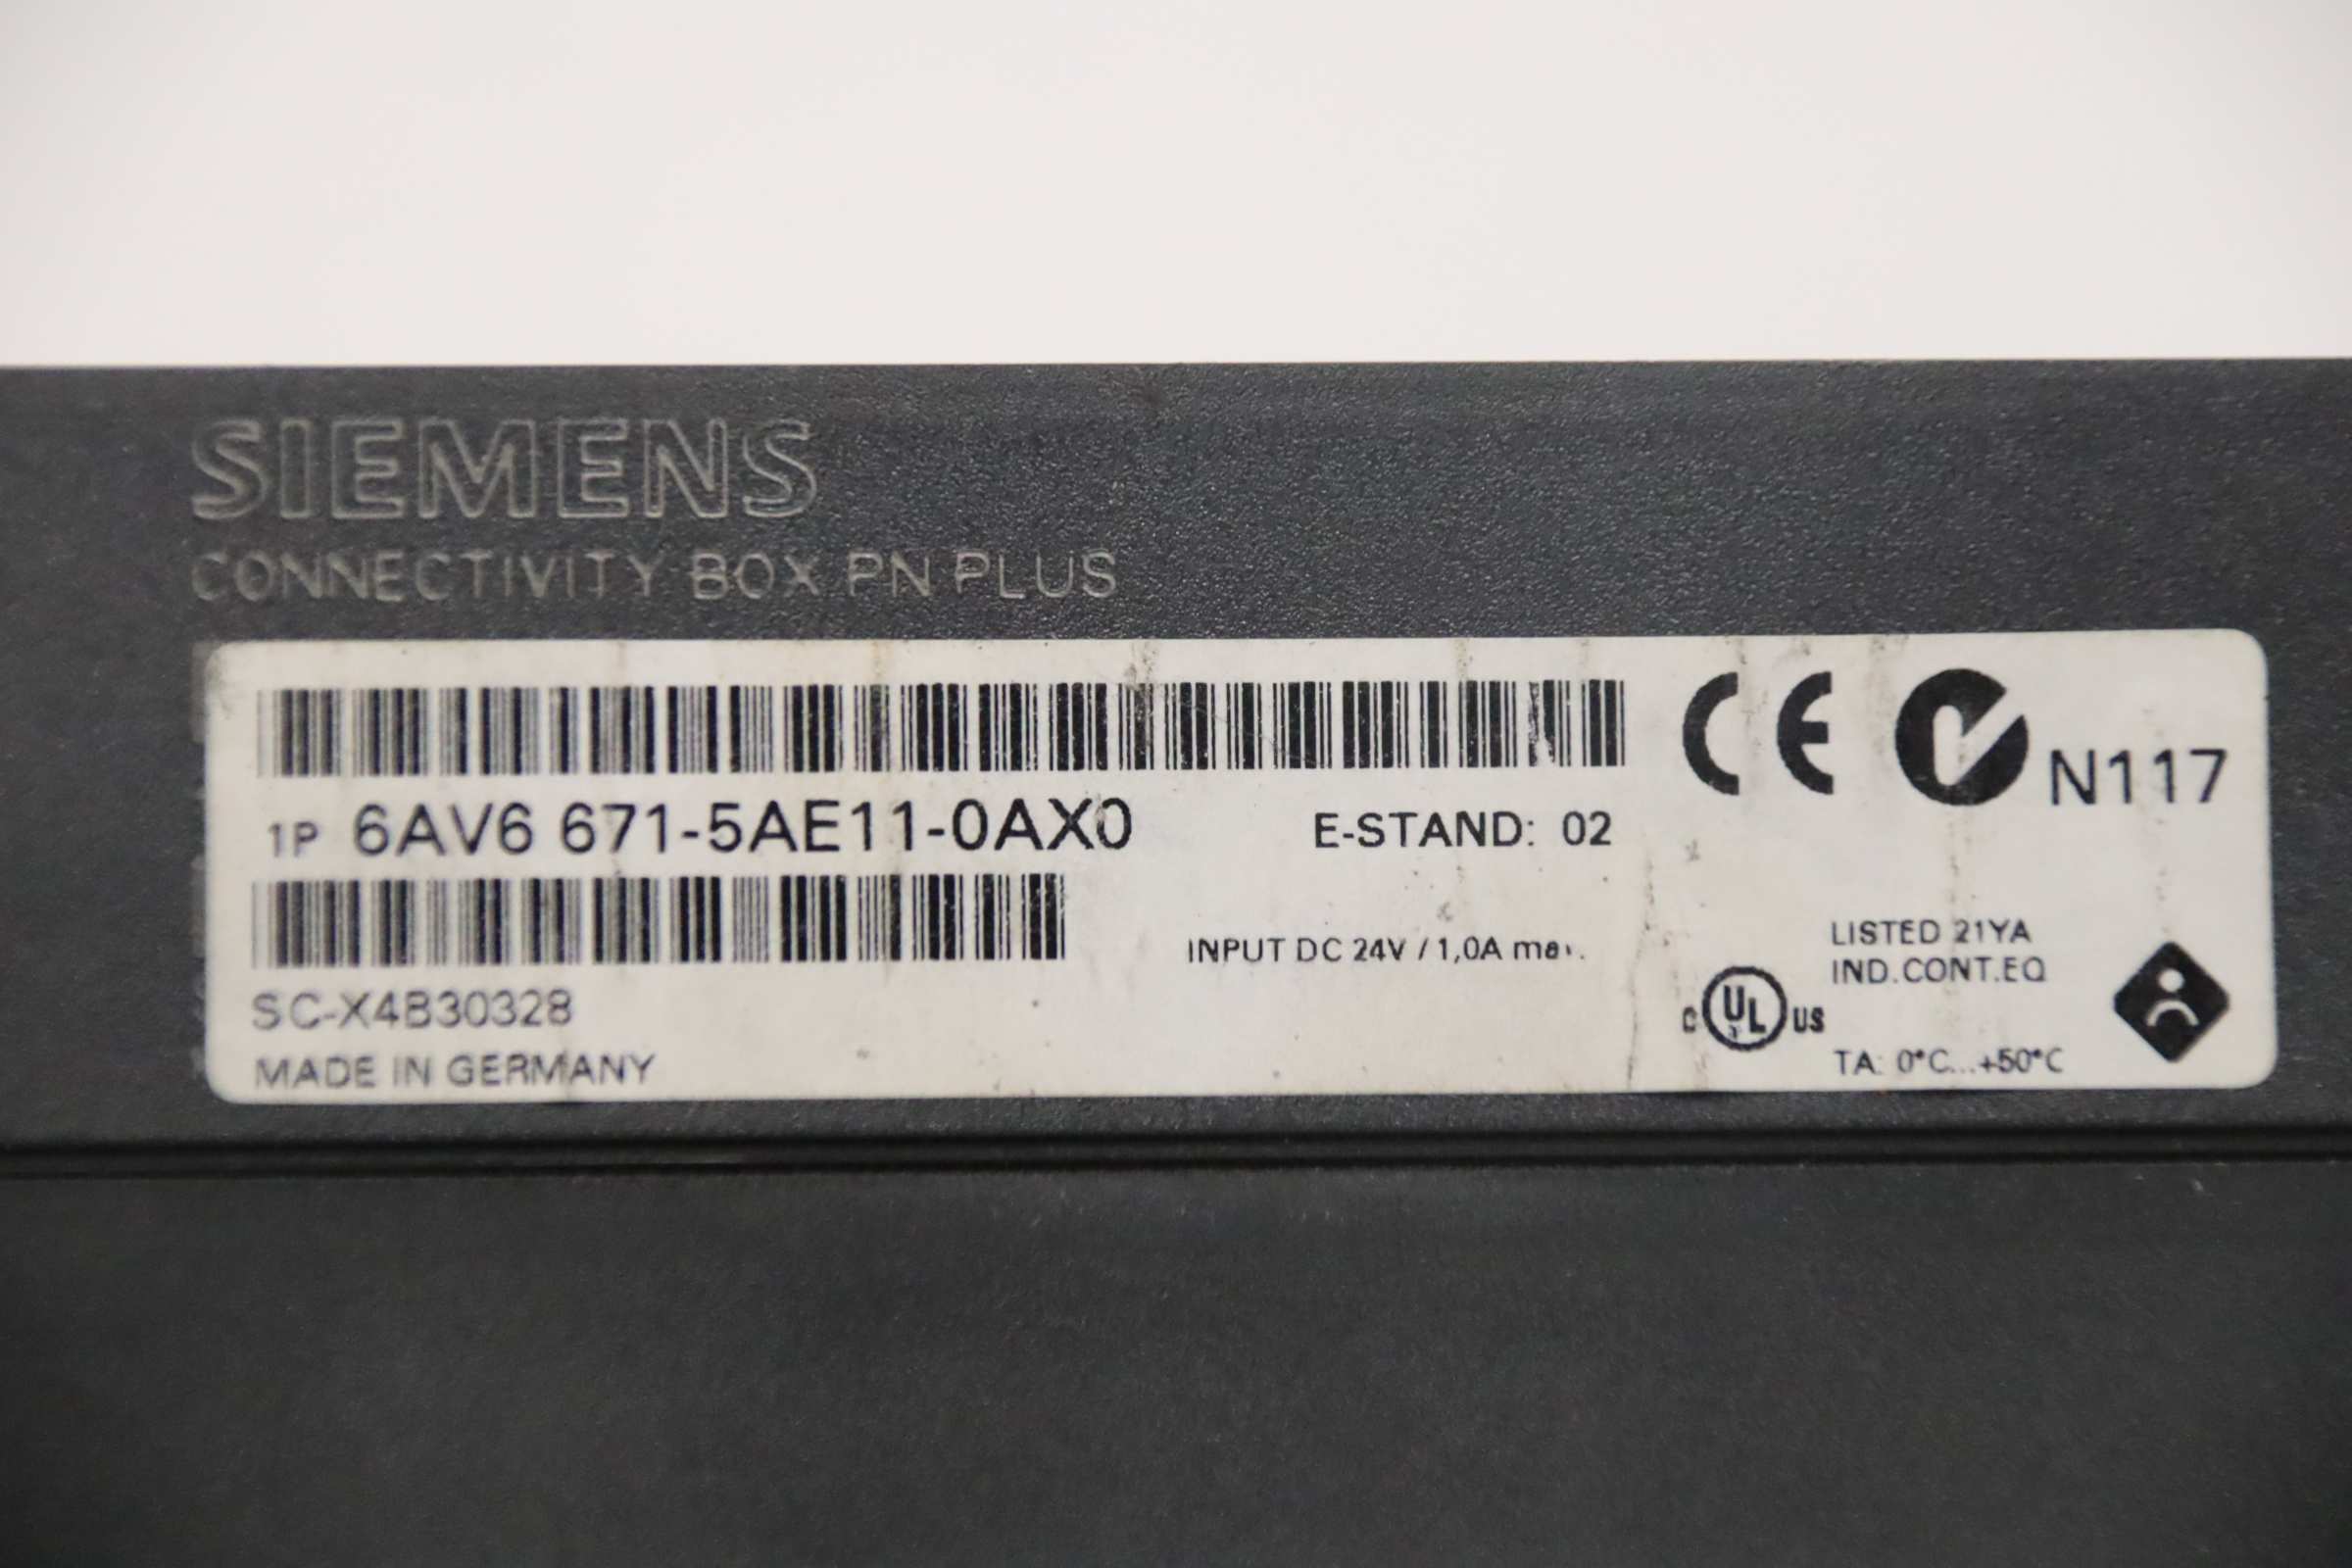 SIEMENS
CONNECTIVITY BOX PN PLUS
CE N117
1P 6AV6 671-5AE11-0AX0 E-STAND: 02
INPUT DC 24V / 1,0A
LISTED 21YA
IND.CONT.EQ
C UL US
SC-X4B30328
MADE IN GERMANY
TA: 0°C...+50°C